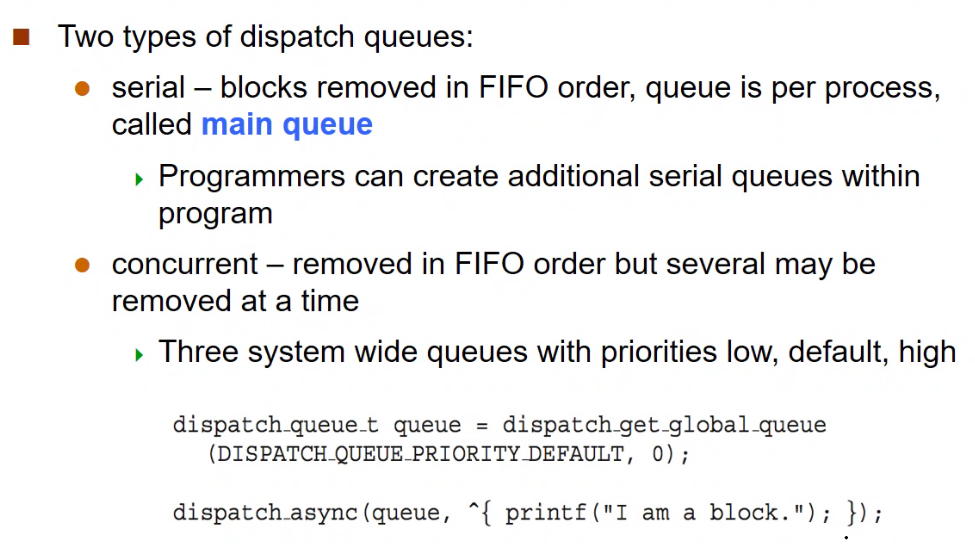 Two types of dispatch queues:
serial – blocks removed in FIFO order, queue is per process,
called main queue
Programmers can create additional serial queues within
program
concurrent – removed in FIFO order but several may be
removed at a time
Three system wide queues with priorities low, default, high
dispatch_queue_t queue = dispatch_get_global_queue
(DISPATCH_QUEUE_PRIORITY_DEFAULT, 0);
dispatch_async(queue, ^{ printf("I am a block."); });